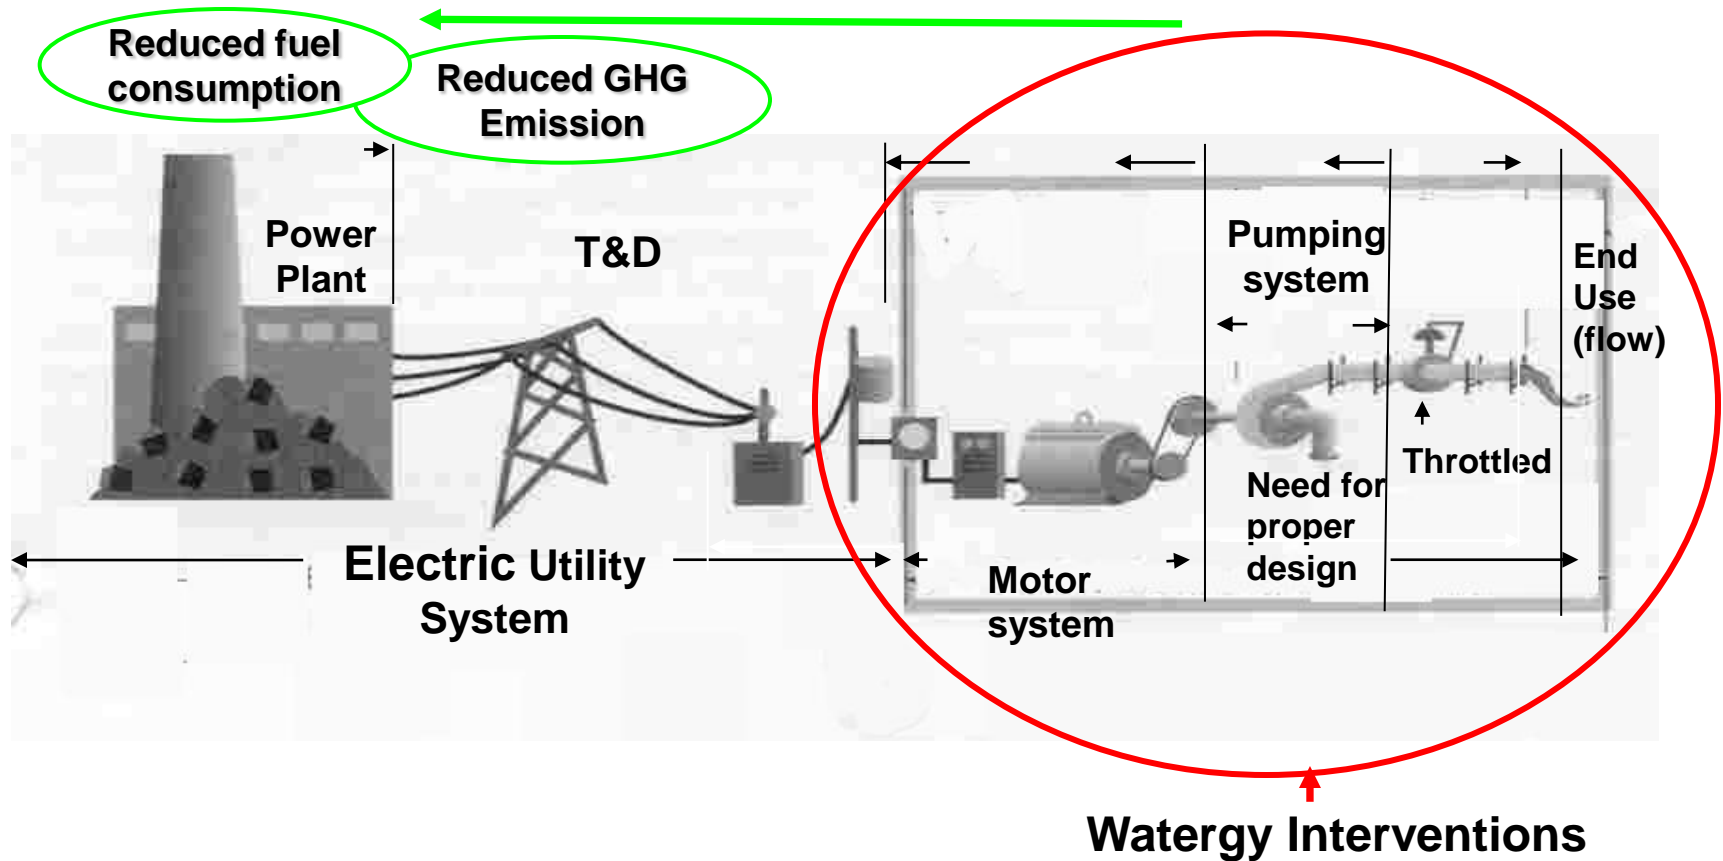 Reduced fuel
consumption
Reduced GHG
Emission
Power
Plant
T&D
Pumping
system
End
Use
(flow)
Throttled
Need for
proper
design
Electric Utility
System
Motor
system
Watergy Interventions